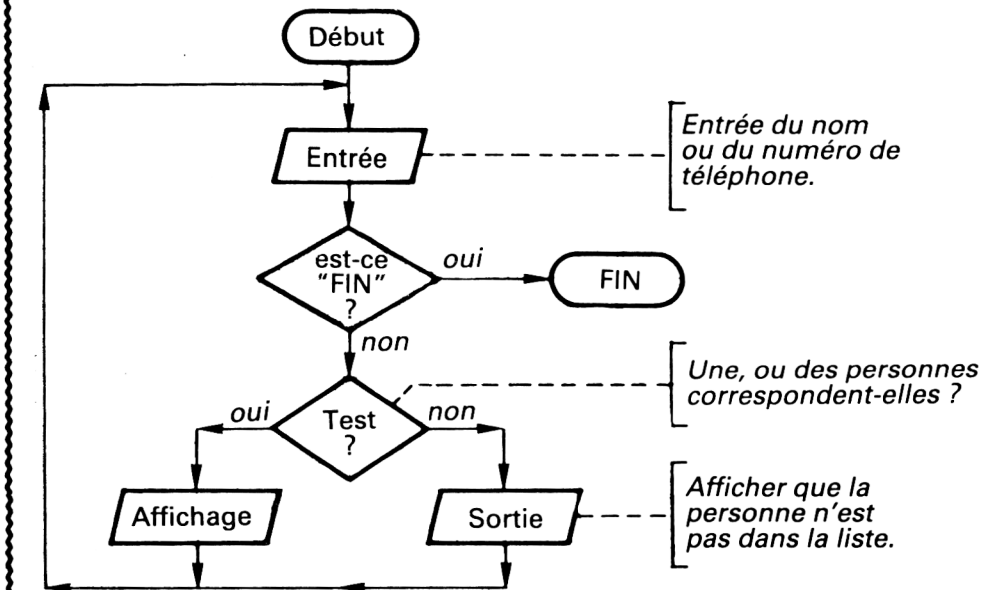 Début
Entrée
Entrée du nom
ou du numéro de
téléphone.
est-ce
"FIN"
?
oui
FIN
non
Une, ou des personnes
correspondent-elles ?
oui
Test
?
non
Affichage
Sortie
Afficher que la
personne n'est
pas dans la liste.